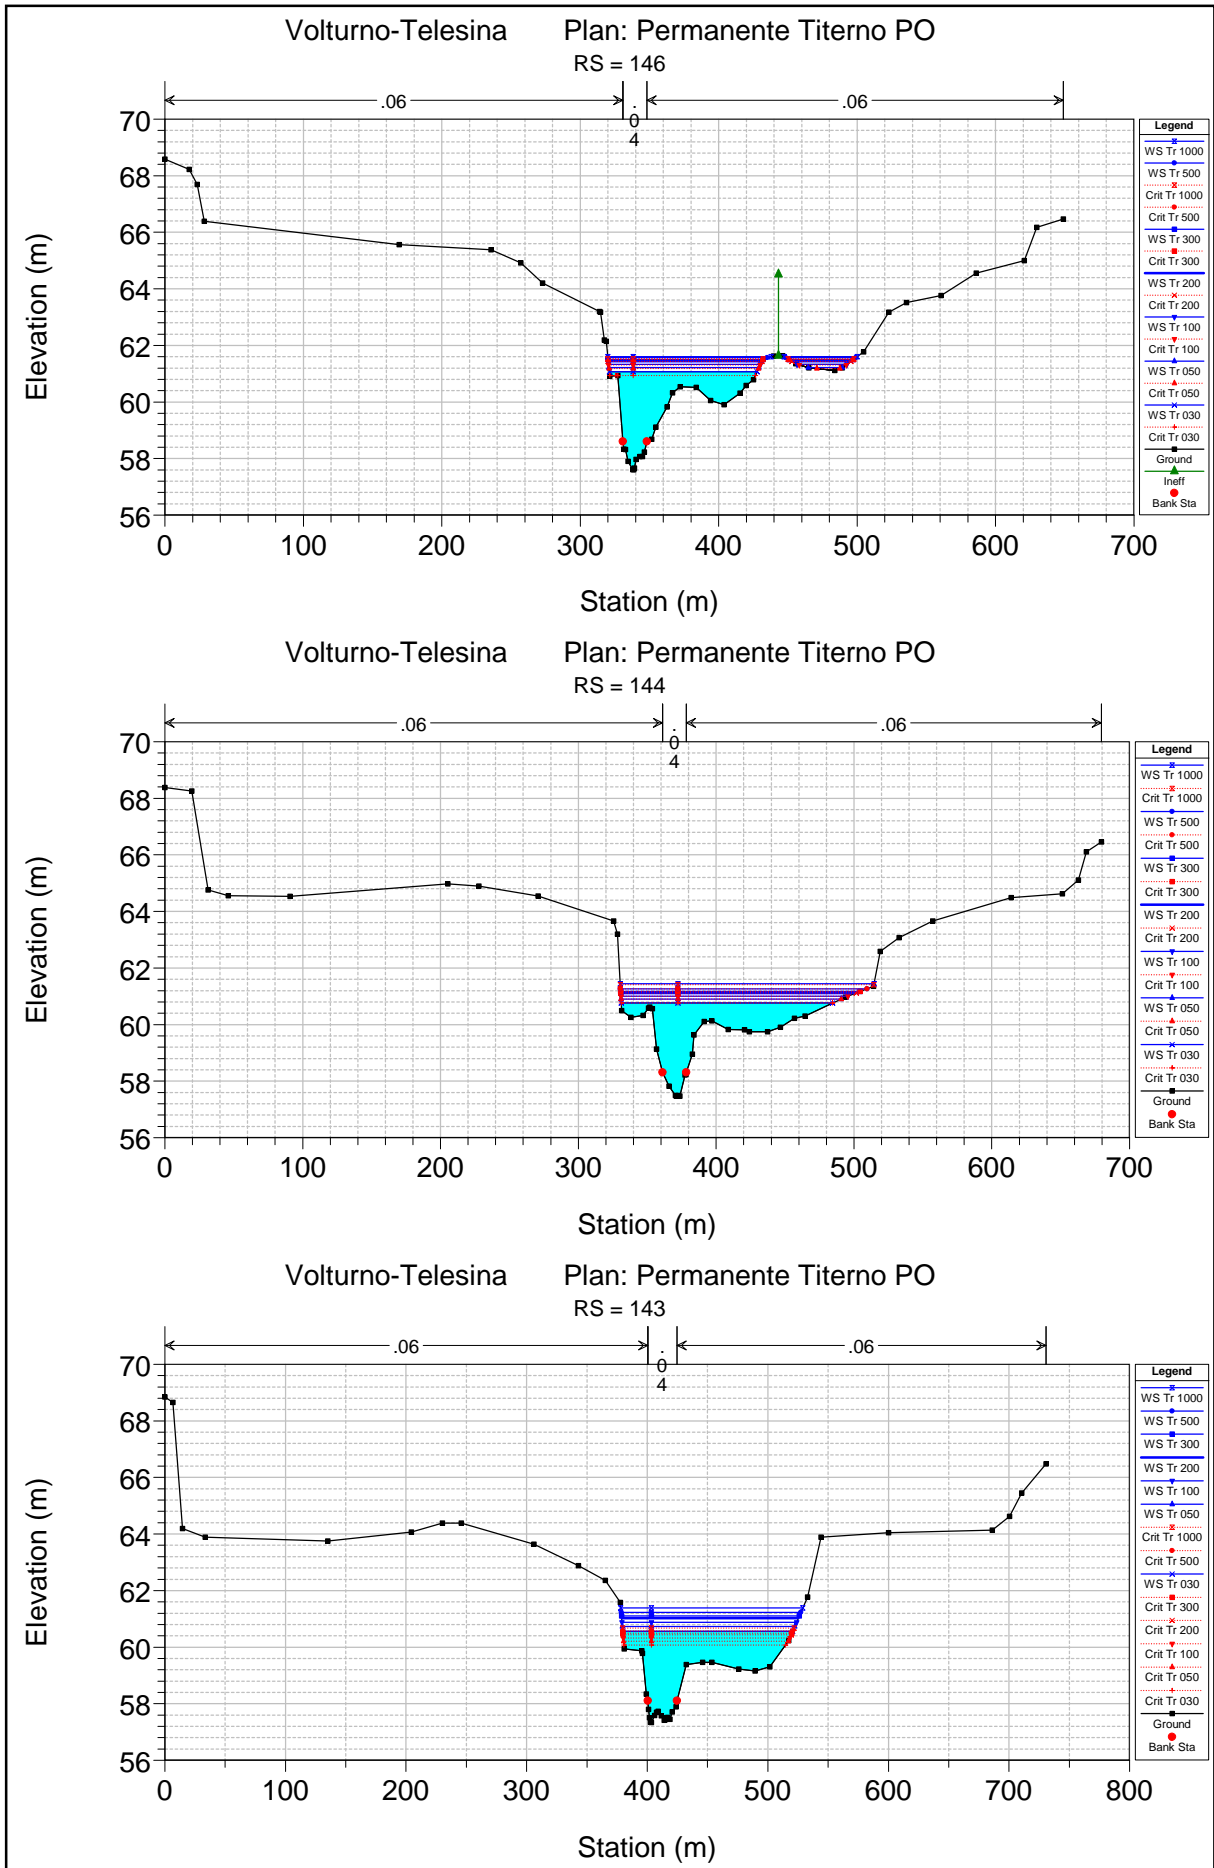 Volturno-Telesina Plan: Permanente Titerno PO
RS = 146
.06 .04 .06
Elevation (m)
70
68
66
64
62
60
58
56
0 100 200 300 400 500 600 700
Station (m)
Legend
WS Tr 1000
WS Tr 500
Crit Tr 1000
Crit Tr 500
WS Tr 300
Crit Tr 300
WS Tr 200
Crit Tr 200
WS Tr 100
Crit Tr 100
WS Tr 050
Crit Tr 050
WS Tr 030
Crit Tr 030
Ground
Ineff
Bank Sta
Volturno-Telesina Plan: Permanente Titerno PO
RS = 144
.06 .04 .06
Elevation (m)
70
68
66
64
62
60
58
56
0 100 200 300 400 500 600 700
Station (m)
Legend
WS Tr 1000
Crit Tr 1000
WS Tr 500
Crit Tr 500
WS Tr 300
Crit Tr 300
WS Tr 200
Crit Tr 200
WS Tr 100
Crit Tr 100
WS Tr 050
Crit Tr 050
WS Tr 030
Crit Tr 030
Ground
Bank Sta
Volturno-Telesina Plan: Permanente Titerno PO
RS = 143
.06 .04 .06
Elevation (m)
70
68
66
64
62
60
58
56
0 100 200 300 400 500 600 700 800
Station (m)
Legend
WS Tr 1000
WS Tr 500
WS Tr 300
WS Tr 200
WS Tr 100
WS Tr 050
Crit Tr 1000
Crit Tr 500
WS Tr 030
Crit Tr 300
Crit Tr 200
Crit Tr 100
Crit Tr 050
Crit Tr 030
Ground
Bank Sta